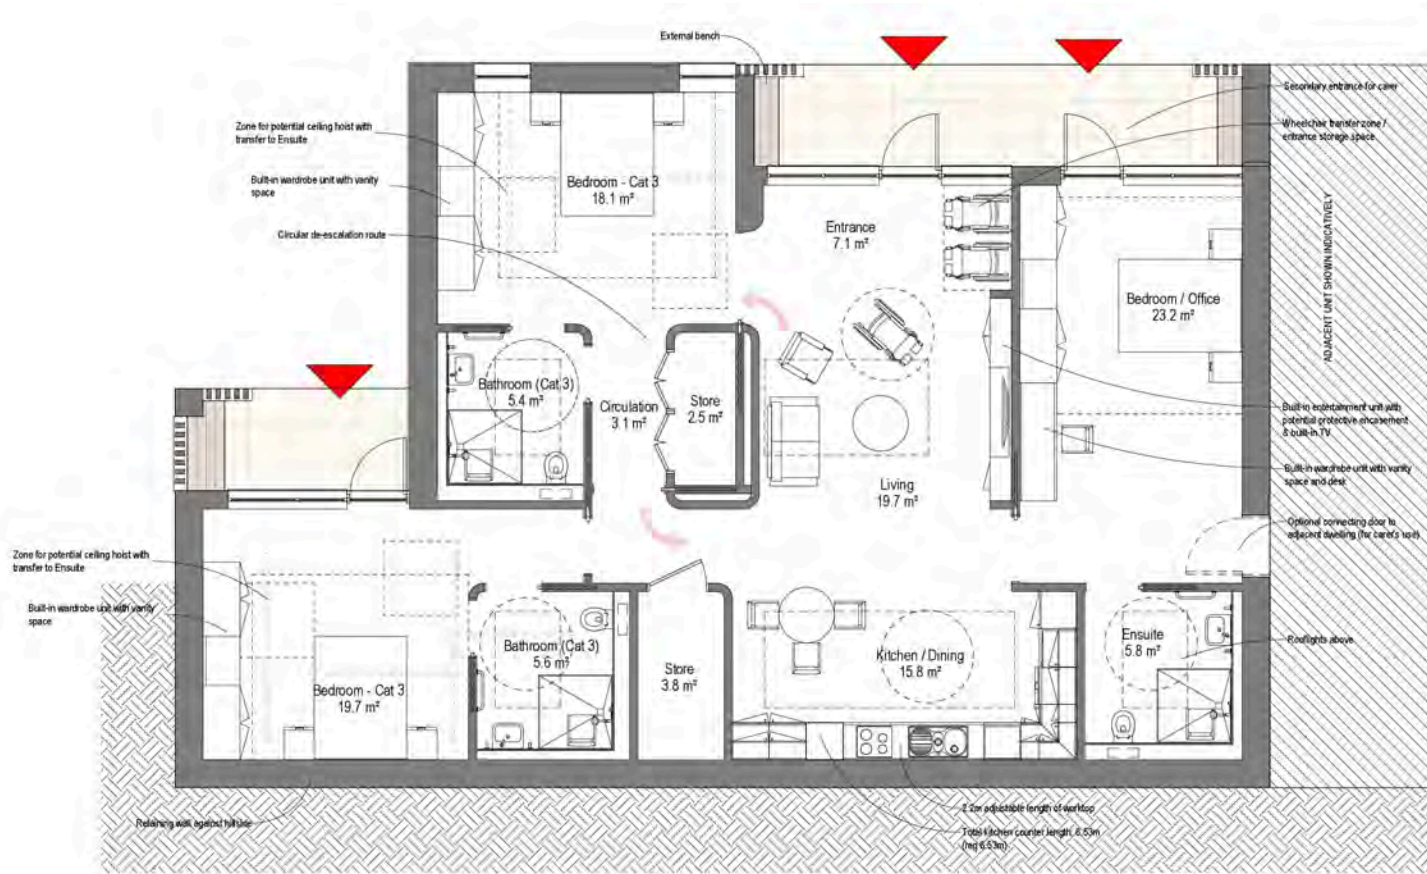 External bench
Secondary entrance for carer
Wheelchair transfer zone /
entrance storage space
Zone for potential ceiling hoist with
transfer to Ensuite
Built-in wardrobe unit with vanity
space
Circular de-escalation route
Bedroom - Cat 3
18.1 m²
Entrance
7.1 m²
Bedroom / Office
23.2 m²
ADJACENT UNIT SHOWN INDICATIVELY
Bathroom (Cat 3)
5.4 m²
Circulation
3.1 m²
Store
2.5 m²
Living
19.7 m²
Built-in entertainment unit with
potential protective encasement
& built-in TV
Built-in wardrobe unit with vanity
space and desk
Optional connecting door to
adjacent dwelling (for carer's use)
Zone for potential ceiling hoist with
transfer to Ensuite
Built-in wardrobe unit with vanity
space
Bedroom - Cat 3
19.7 m²
Bathroom (Cat 3)
5.6 m²
Store
3.8 m²
Kitchen / Dining
15.8 m²
Ensuite
5.8 m²
Rooflights above
Retaining wall against hillside
2.2m adjustable length of worktop
Total kitchen counter length: 6.53m
(req 6.53m)